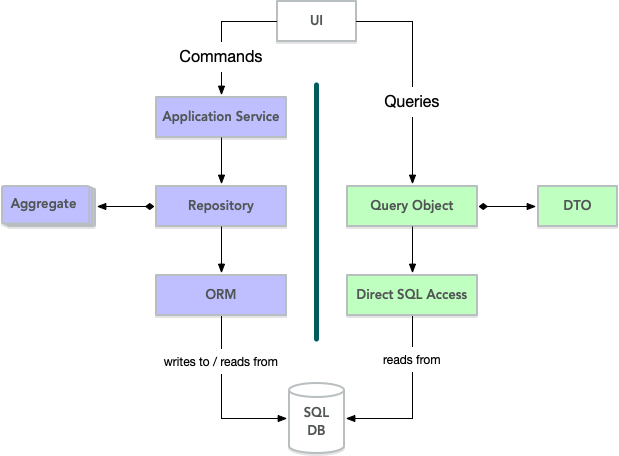 UI
Commands
Queries
Application Service
Aggregate
Repository
Query Object
DTO
ORM
Direct SQL Access
writes to / reads from
reads from
SQL
DB